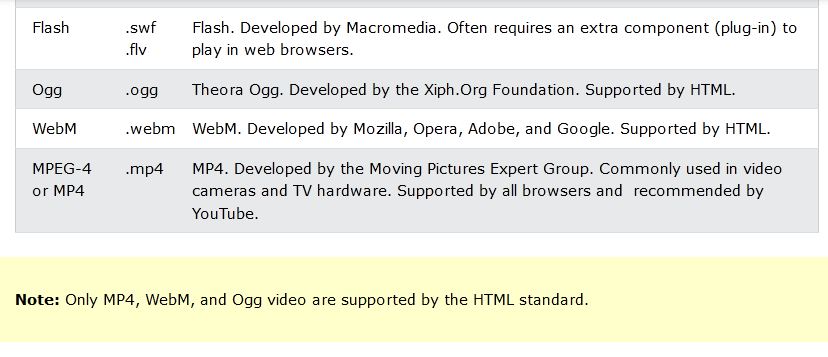 Flash .swf Flash. Developed by Macromedia. Often requires an extra component (plug-in) to
.flv play in web browsers.
Ogg .ogg Theora Ogg. Developed by the Xiph.Org Foundation. Supported by HTML.
WebM .webm WebM. Developed by Mozilla, Opera, Adobe, and Google. Supported by HTML.
MPEG-4 .mp4 MP4. Developed by the Moving Pictures Expert Group. Commonly used in video
or MP4 cameras and TV hardware. Supported by all browsers and  recommended by
YouTube.
Note: Only MP4, WebM, and Ogg video are supported by the HTML standard.